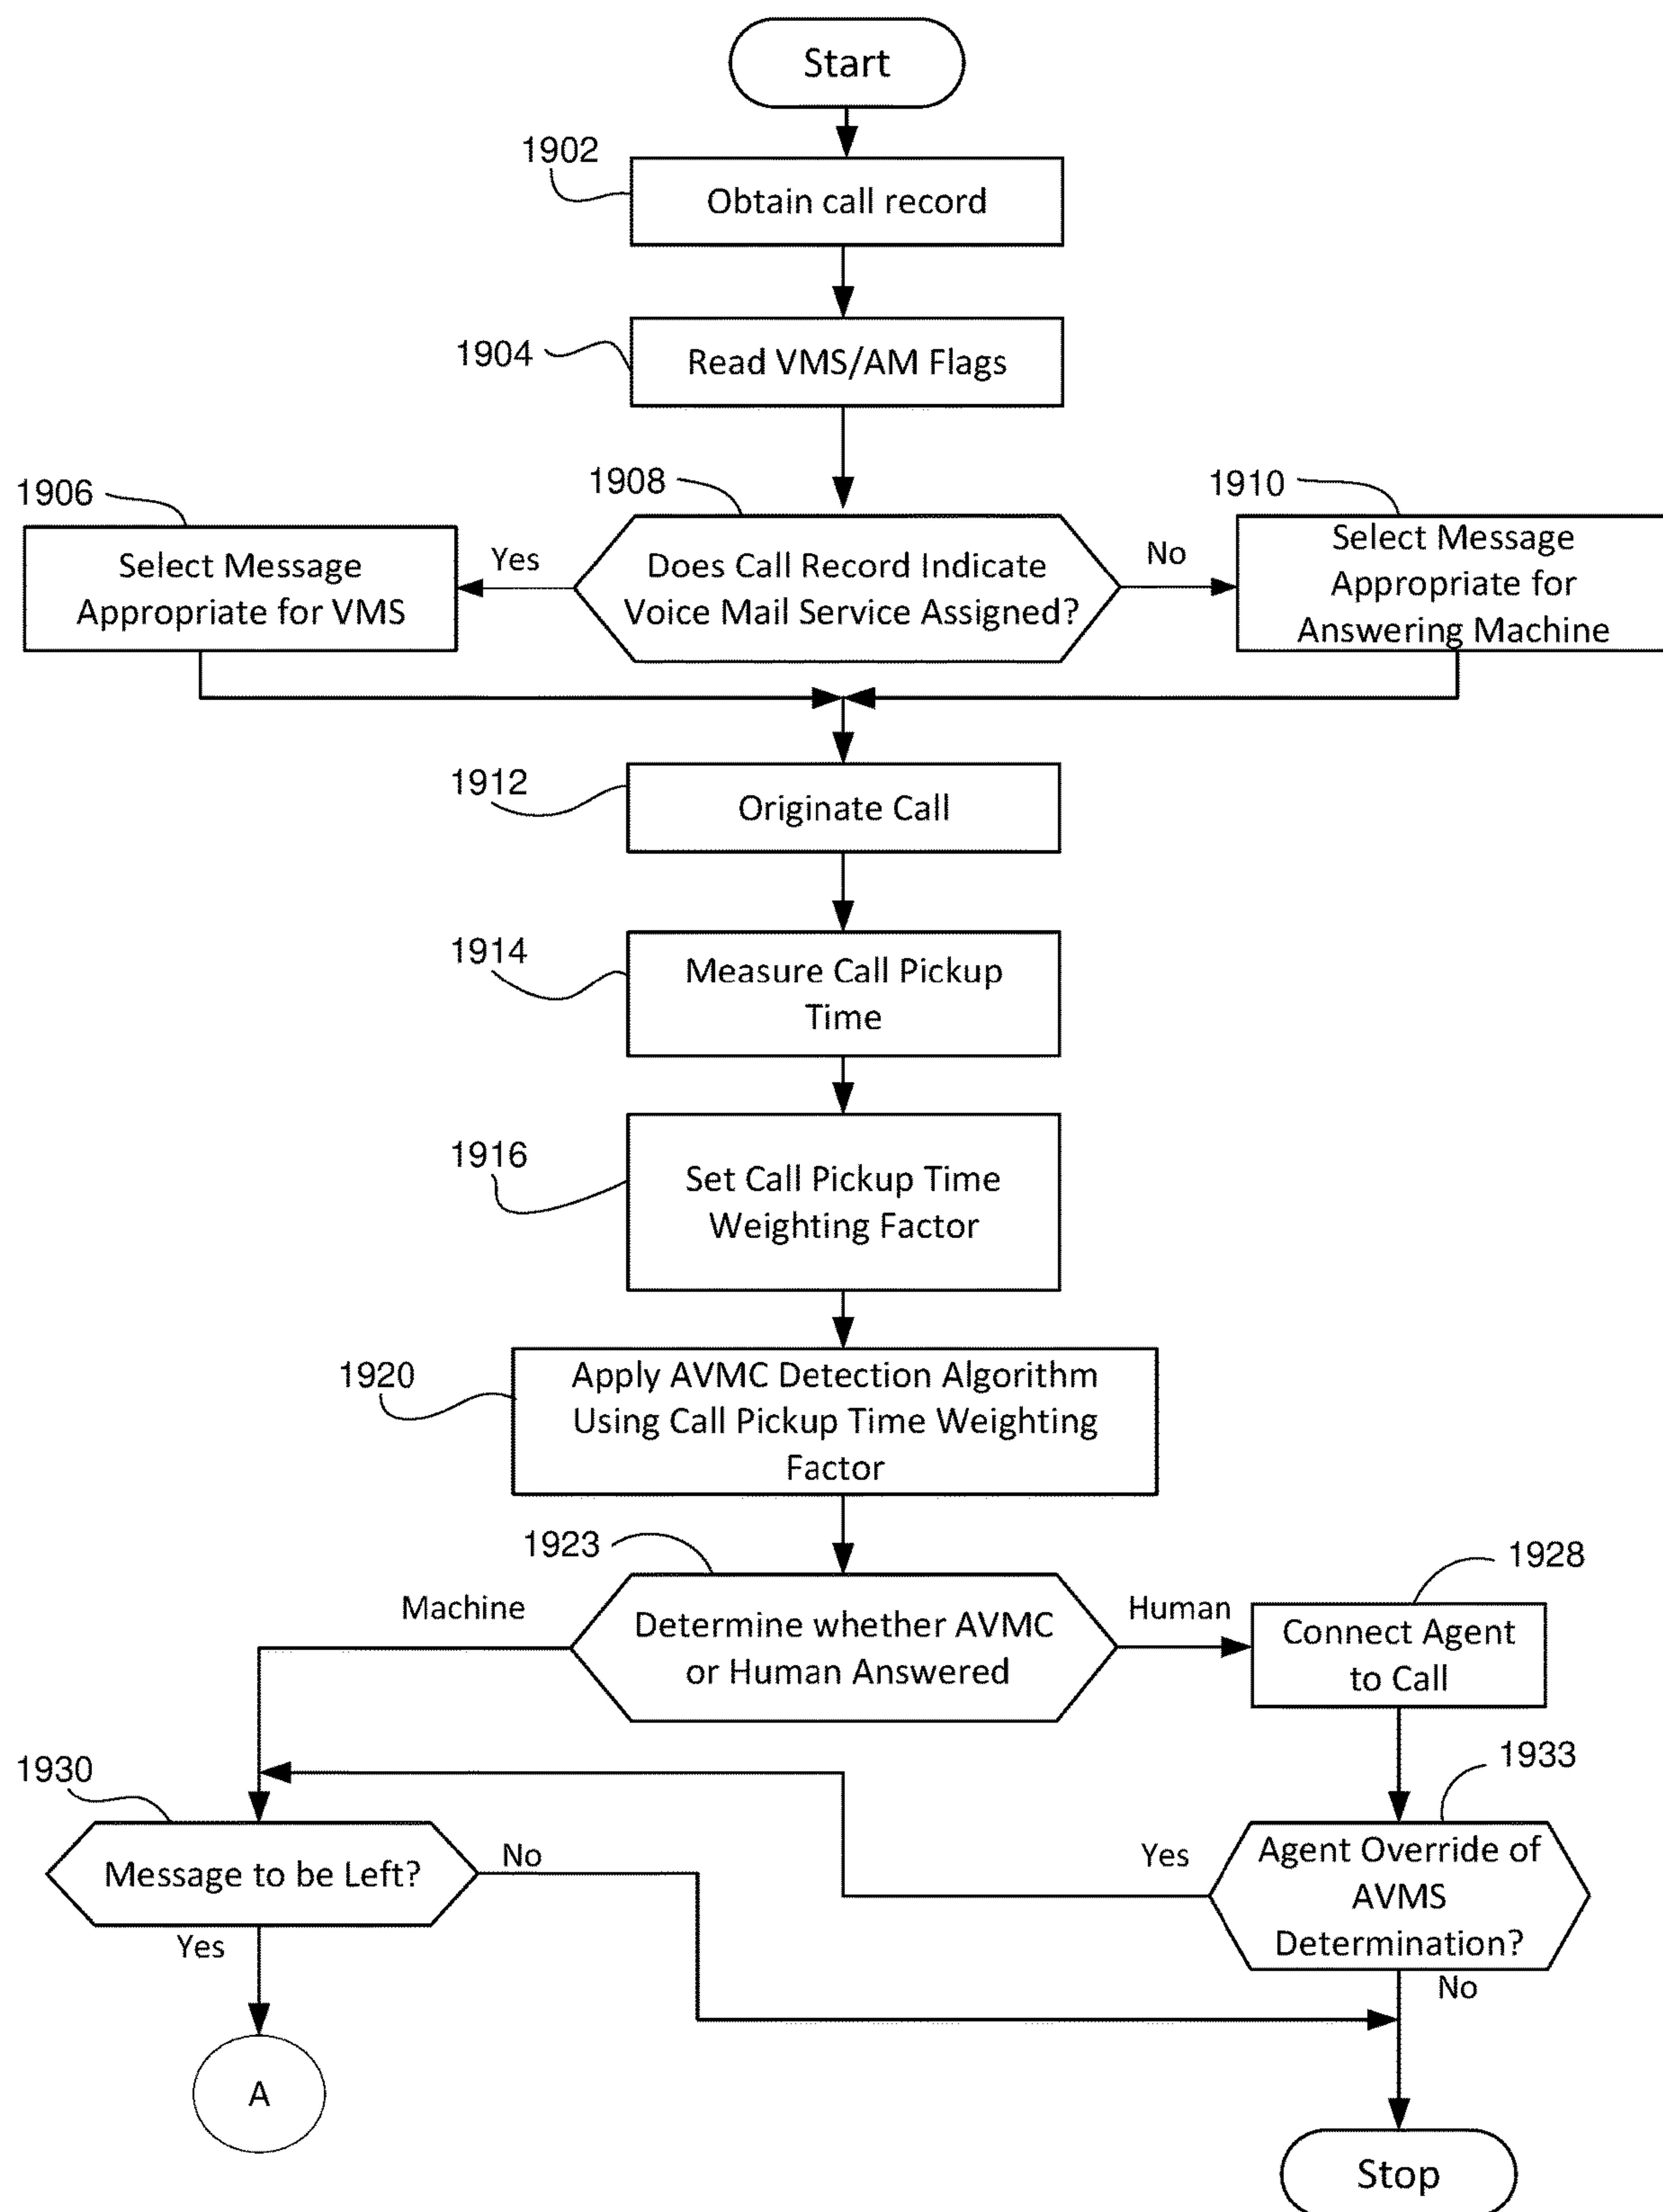 Start
1902
Obtain call record
1904
Read VMS/AM Flags
1906
1908
1910
Select Message
Appropriate for VMS
Yes
Does Call Record Indicate
Voice Mail Service Assigned?
No
Select Message
Appropriate for
Answering Machine
1912
Originate Call
1914
Measure Call Pickup
Time
1916
Set Call Pickup Time
Weighting Factor
1920
Apply AVMC Detection Algorithm
Using Call Pickup Time Weighting
Factor
1923
1928
Machine
Determine whether AVMC
or Human Answered
Human
Connect Agent
to Call
1930
1933
Message to be Left?
No
Yes
Yes
Agent Override of
AVMS
Determination?
No
A
Stop